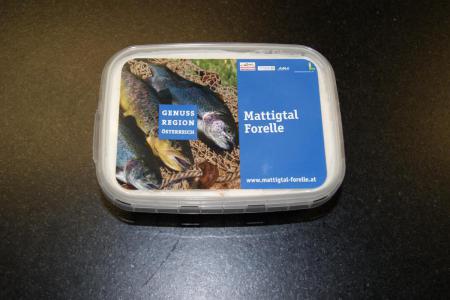 GENUSS
REGION
ÖSTERREICH
Mattigtal
Forelle
www.mattigtal-forelle.at